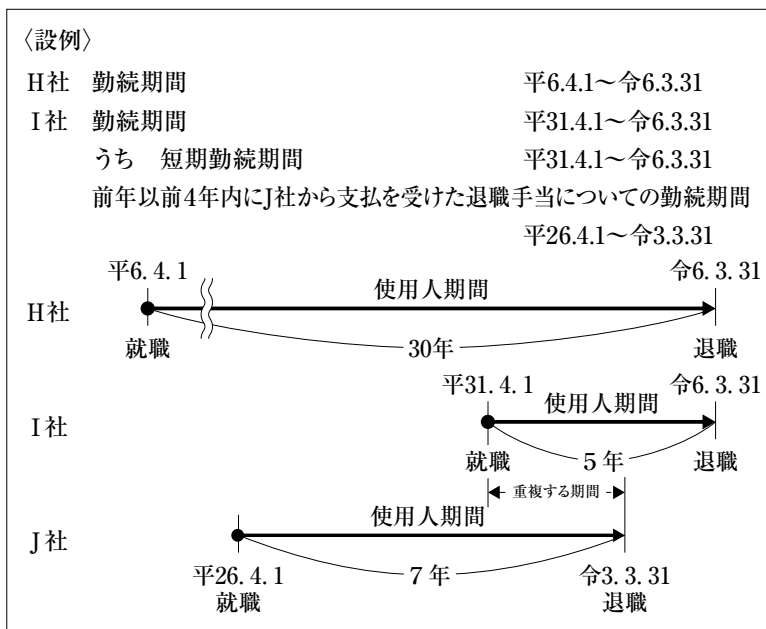 〈設例〉
H社 勤続期間 平6.4.1〜令6.3.31
I社 勤続期間 平31.4.1〜令6.3.31
うち 短期勤続期間 平31.4.1〜令6.3.31
前年以前4年内にJ社から支払を受けた退職手当についての勤続期間
平26.4.1〜令3.3.31
平6.4.1 令6.3.31
使用人期間
H社
就職 30年 退職
平31.4.1 令6.3.31
使用人期間
I社
就職 5年 退職
重複する期間
使用人期間
J社
平26.4.1 7年 令3.3.31
就職 退職